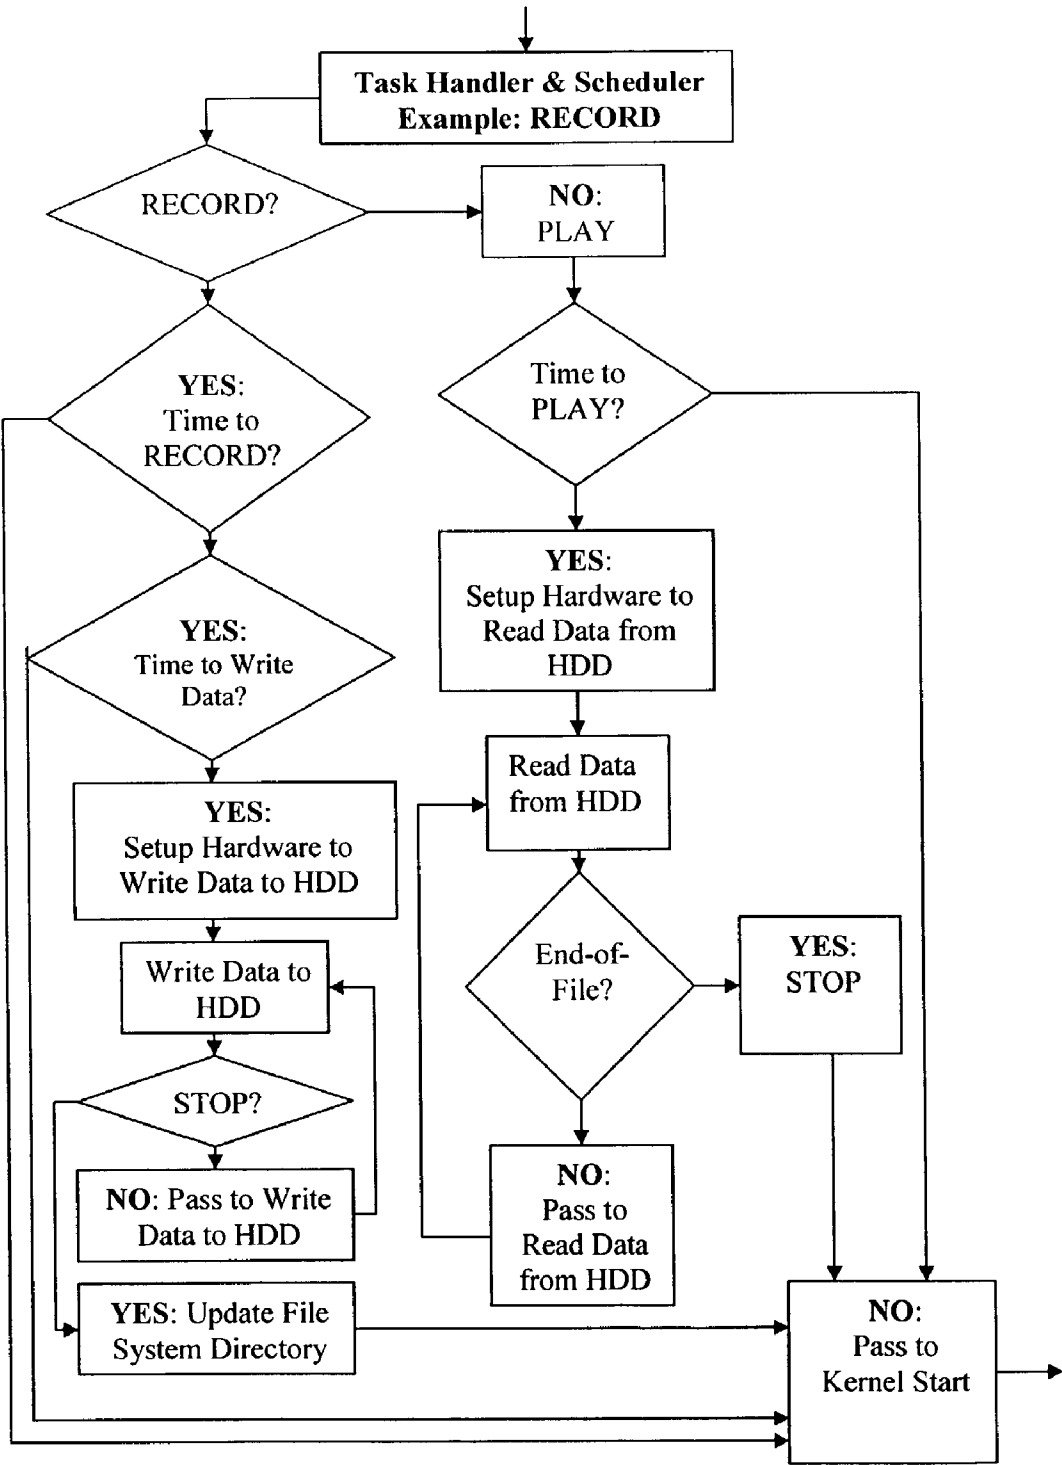 Task Handler & Scheduler
Example: RECORD
RECORD?
NO:
PLAY
YES:
Time to
RECORD?
Time to
PLAY?
YES:
Time to Write
Data?
YES:
Setup Hardware to
Read Data from
HDD
YES:
Setup Hardware to
Write Data to HDD
Read Data
from HDD
Write Data to
HDD
End-of-
File?
YES:
STOP
STOP?
NO: Pass to Write
Data to HDD
NO:
Pass to
Read Data
from HDD
YES: Update File
System Directory
NO:
Pass to
Kernel Start